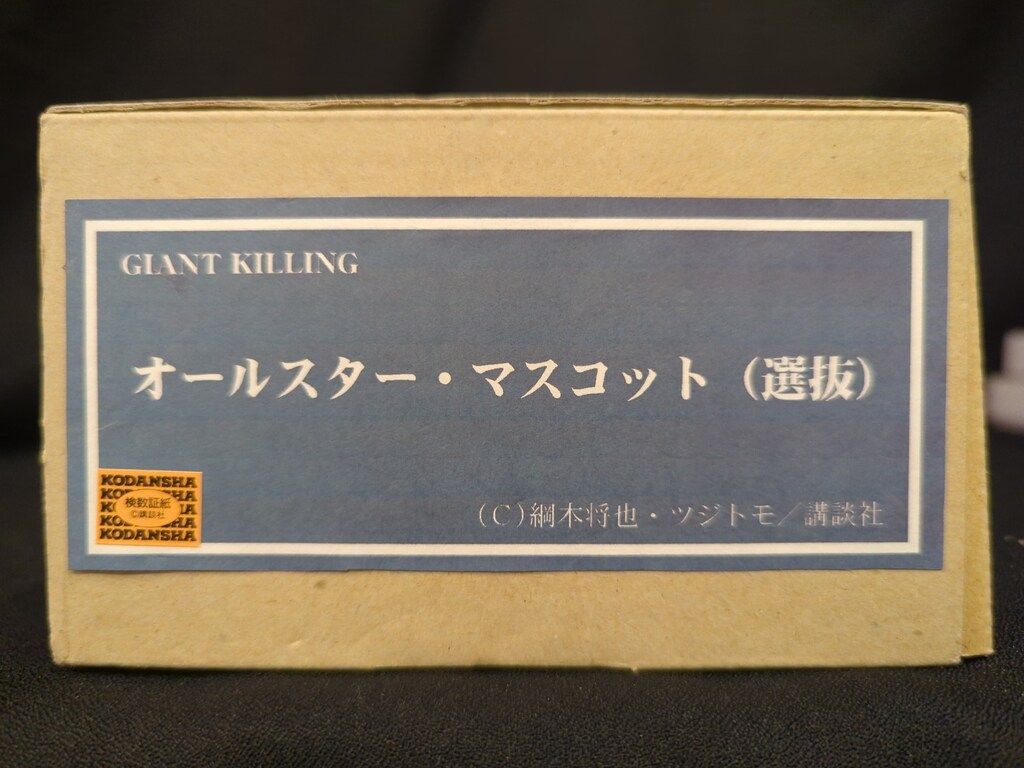 GIANT KILLING
オールスター・マスコット（選抜）
KODANSHA
検数証紙
©講談社
KODANSHA
(C)綱本将也・ツジトモ／講談社